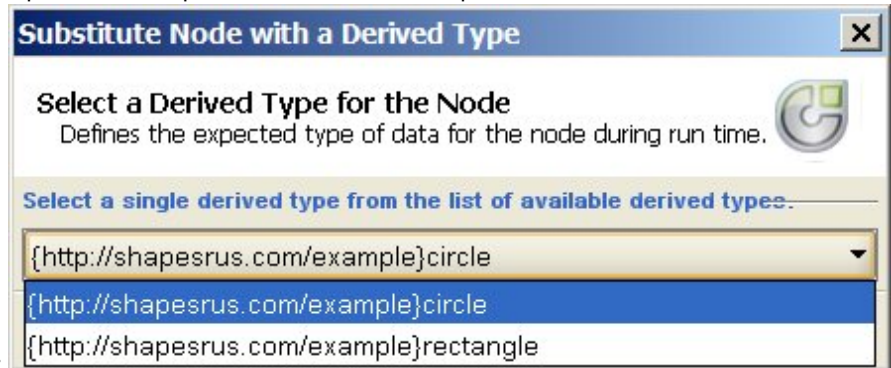 Substitute Node with a Derived Type
Select a Derived Type for the Node
Defines the expected type of data for the node during run time.
Select a single derived type from the list of available derived types.
{http://shapesrus.com/example}circle
{http://shapesrus.com/example}circle
{http://shapesrus.com/example}rectangle